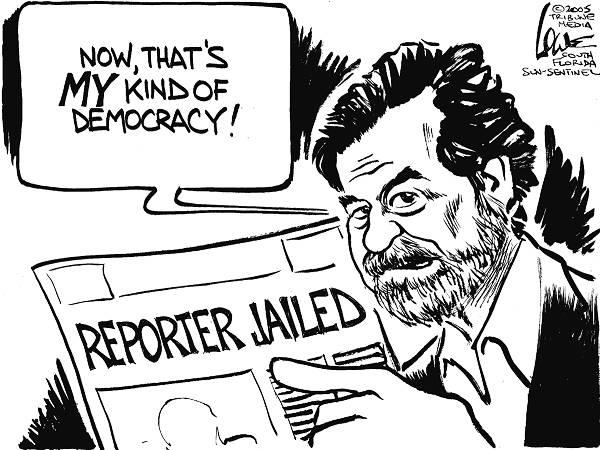 NOW, THAT'S
MY KIND OF
DEMOCRACY!
©2005
TRIBUNE
MEDIA
LOWE
SOUTH
FLORIDA
SUN-SENTINEL
REPORTER JAILED